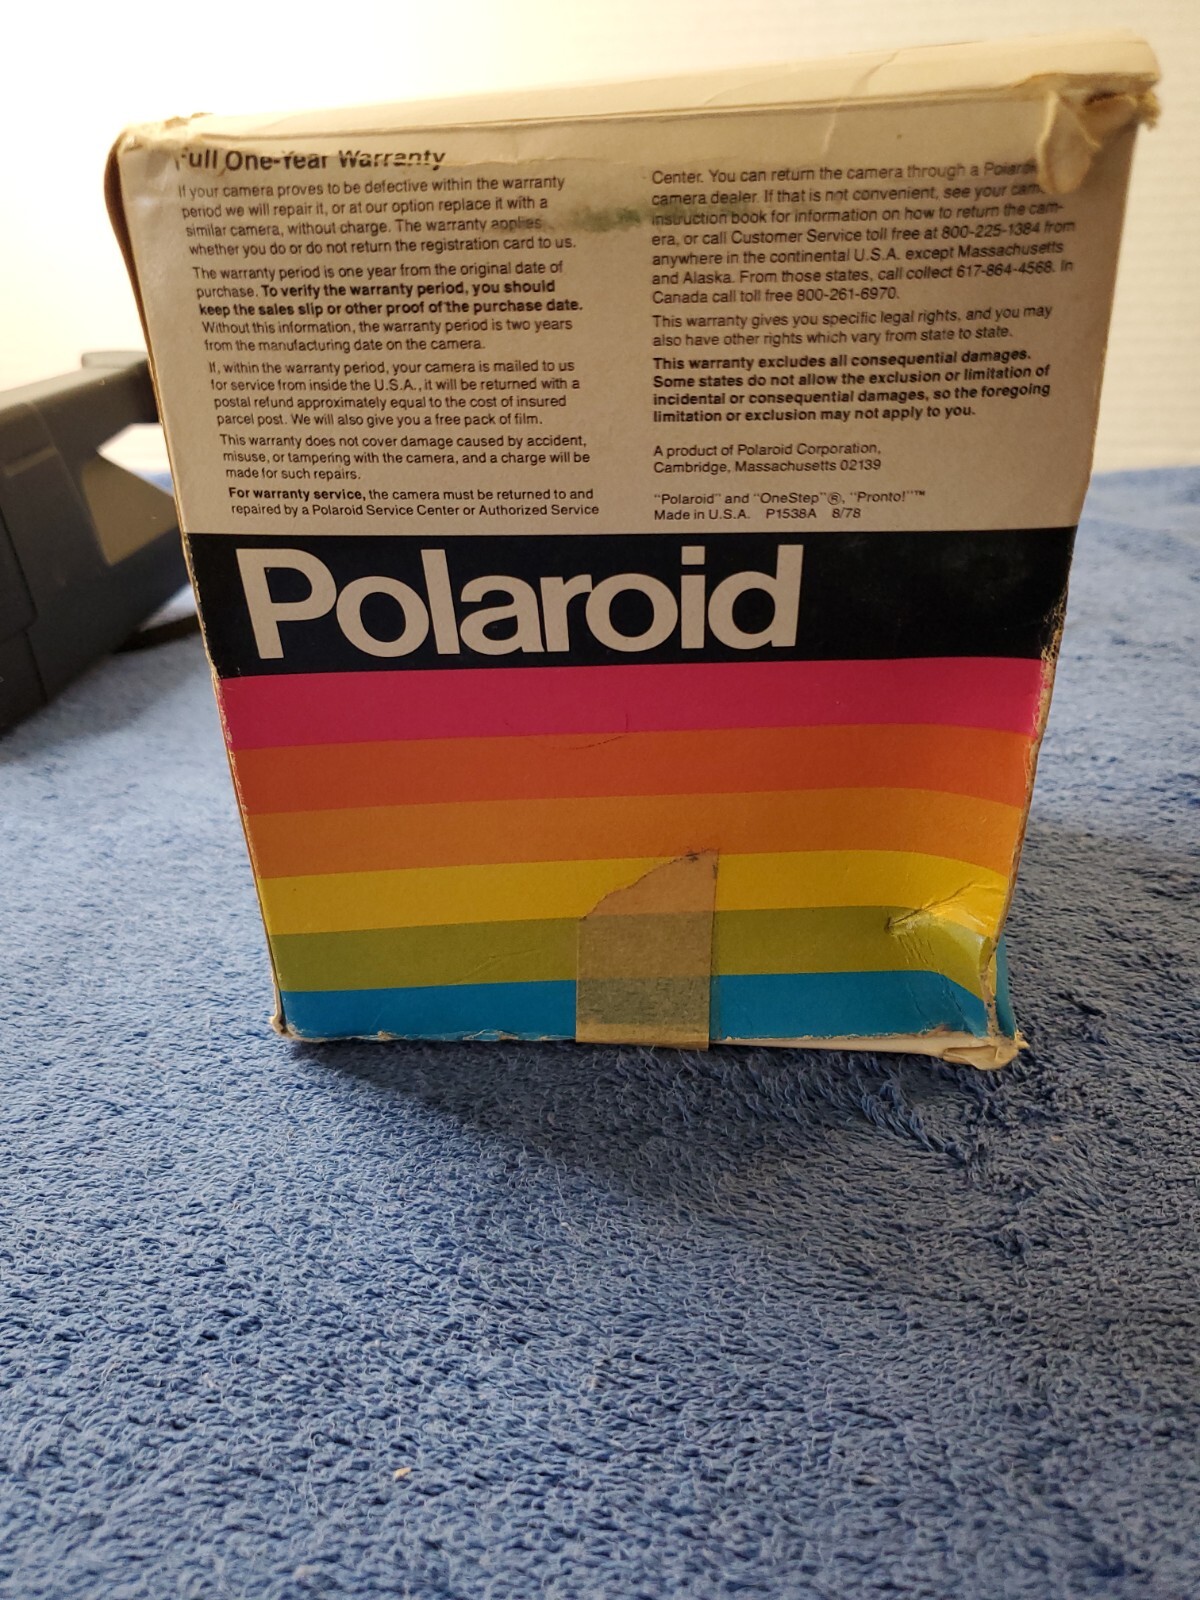 Full One-Year Warranty
If your camera proves to be defective within the warranty
period we will repair it, or at our option replace it with a
similar camera, without charge. The warranty applies
whether you do or do not return the registration card to us.
The warranty period is one year from the original date of
purchase. To verify the warranty period, you should
keep the sales slip or other proof of the purchase date.
Without this information, the warranty period is two years
from the manufacturing date on the camera.
If, within the warranty period, your camera is mailed to us
for service from inside the U.S.A., it will be returned with a
postal refund approximately equal to the cost of insured
parcel post. We will also give you a free pack of film.
This warranty does not cover damage caused by accident,
misuse, or tampering with the camera, and a charge will be
made for such repairs.
For warranty service, the camera must be returned to and
repaired by a Polaroid Service Center or Authorized Service
Center. You can return the camera through a Polaroid
camera dealer. If that is not convenient, see your camera
instruction book for information on how to return the cam-
era, or call Customer Service toll free at 800-225-1384 from
anywhere in the continental U.S.A. except Massachusetts
and Alaska. From those states, call collect 617-864-4568. In
Canada call toll free 800-261-6970.
This warranty gives you specific legal rights, and you may
also have other rights which vary from state to state.
This warranty excludes all consequential damages.
Some states do not allow the exclusion or limitation of
incidental or consequential damages, so the foregoing
limitation or exclusion may not apply to you.
A product of Polaroid Corporation,
Cambridge, Massachusetts 02139
"Polaroid" and "OneStep"®, "Pronto!"™
Made in U.S.A. P1538A 8/78
Polaroid